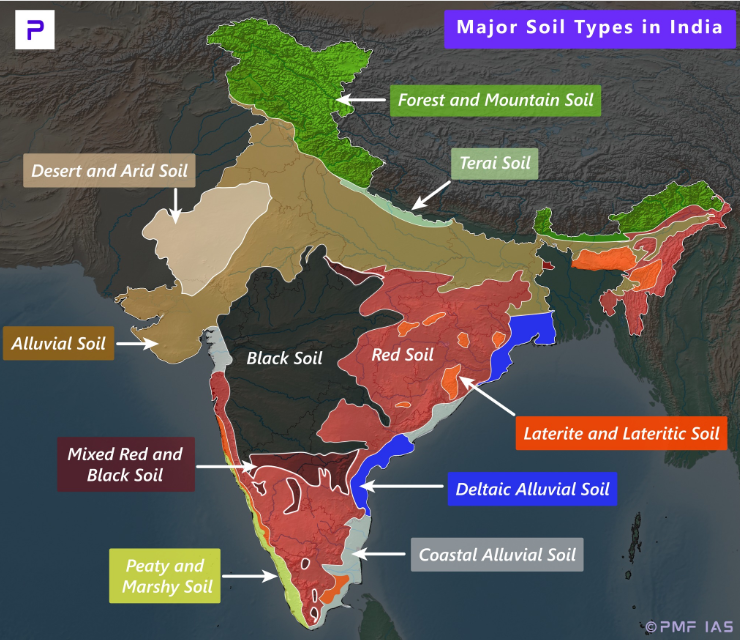 P
Major Soil Types in India
Forest and Mountain Soil
Terai Soil
Desert and Arid Soil
Alluvial Soil
Black Soil
Red Soil
Laterite and Lateritic Soil
Mixed Red and
Black Soil
Deltaic Alluvial Soil
Coastal Alluvial Soil
Peaty and
Marshy Soil
©PMF IAS